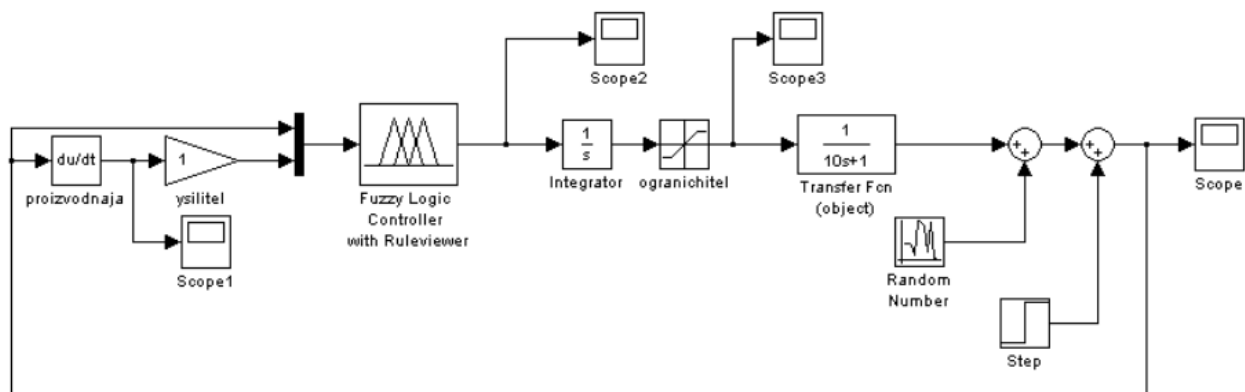 Scope2
Scope3
du/dt
proizvodnaja
1
ysilitel
Scope1
Fuzzy Logic
Controller
with Ruleviewer
1
s
Integrator
ogranichitel
1
10s+1
Transfer Fcn
(object)
+
+
+
+
Scope
Random
Number
Step